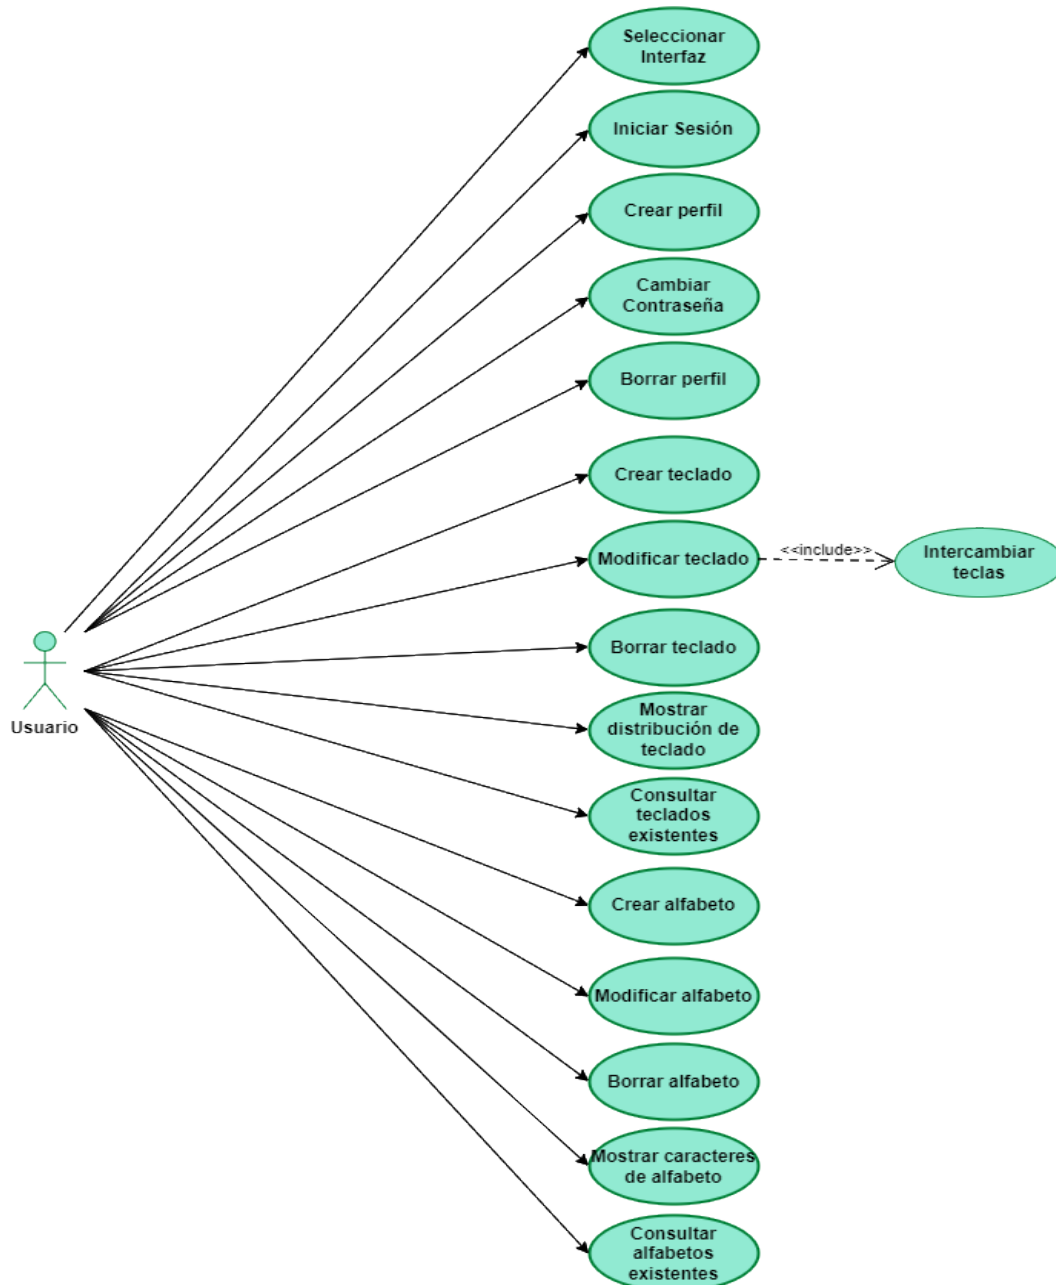 Seleccionar
Interfaz
Iniciar Sesión
Crear perfil
Cambiar
Contraseña
Borrar perfil
Crear teclado
Modificar teclado
<<include>>
Intercambiar
teclas
Borrar teclado
Usuario
Mostrar
distribución de
teclado
Consultar
teclados
existentes
Crear alfabeto
Modificar alfabeto
Borrar alfabeto
Mostrar caracteres
de alfabeto
Consultar
alfabetos
existentes